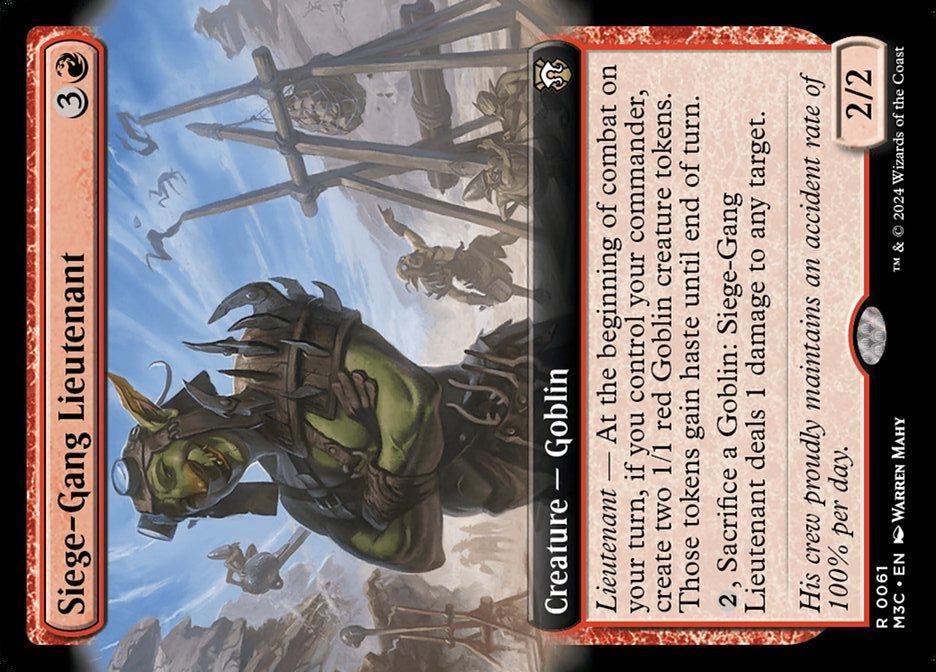 Siege-Gang Lieutenant 3
Creature — Goblin
Lieutenant — At the beginning of combat on
your turn, if you control your commander,
create two 1/1 red Goblin creature tokens.
Those tokens gain haste until end of turn.
2, Sacrifice a Goblin: Siege-Gang
Lieutenant deals 1 damage to any target.
His crew proudly maintains an accident rate of
100% per day.
2/2
R 0061
M3C • EN WARREN MAHY
™ & © 2024 Wizards of the Coast